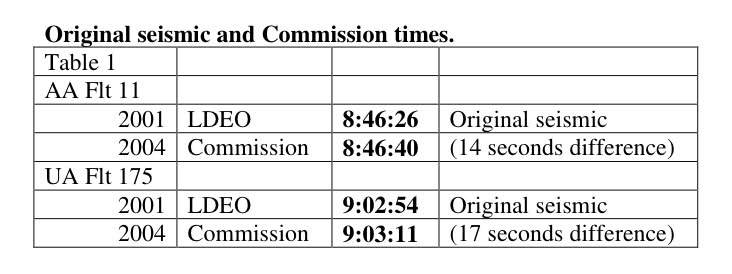 Original seismic and Commission times.
Table 1
AA Flt 11
2001 LDEO 8:46:26 Original seismic
2004 Commission 8:46:40 (14 seconds difference)
UA Flt 175
2001 LDEO 9:02:54 Original seismic
2004 Commission 9:03:11 (17 seconds difference)